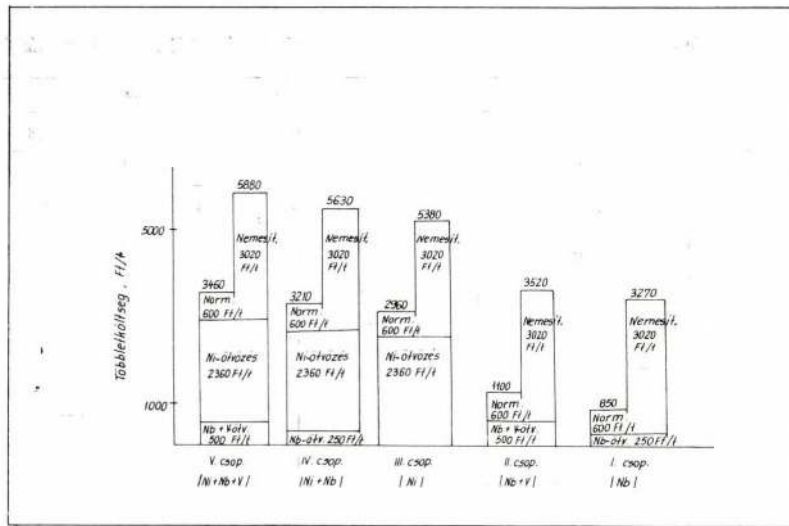 Többletköltség, Ft/t
5000
1000
5880
Nemesít.
3020
Ft/t
3460
Norm
600 Ft/t
Ni-ötvözés
2360 Ft/t
Nb + V-ötv.
500 Ft/t
V. csop.
|Ni+Nb+V|
5630
Nemesít.
3020
Ft/t
3210
Norm.
600 Ft/t
Ni-ötvözés
2360 Ft/t
Nb-ötv. 250 Ft/t
IV. csop.
|Ni+Nb|
5380
Nemesít.
3020
Ft/t
2960
Norm.
600 Ft/t
Ni-ötvözés
2360 Ft/t
III. csop.
|Ni|
3520
Nemesít.
3020
Ft/t
1100
Norm.
600 Ft/t
Nb + V-ötv.
500 Ft/t
II. csop.
|Nb+V|
3270
Nemesít.
3020
Ft/t
850
Norm.
600 Ft/t
Nb-ötv. 250 Ft/t
I. csop.
|Nb|